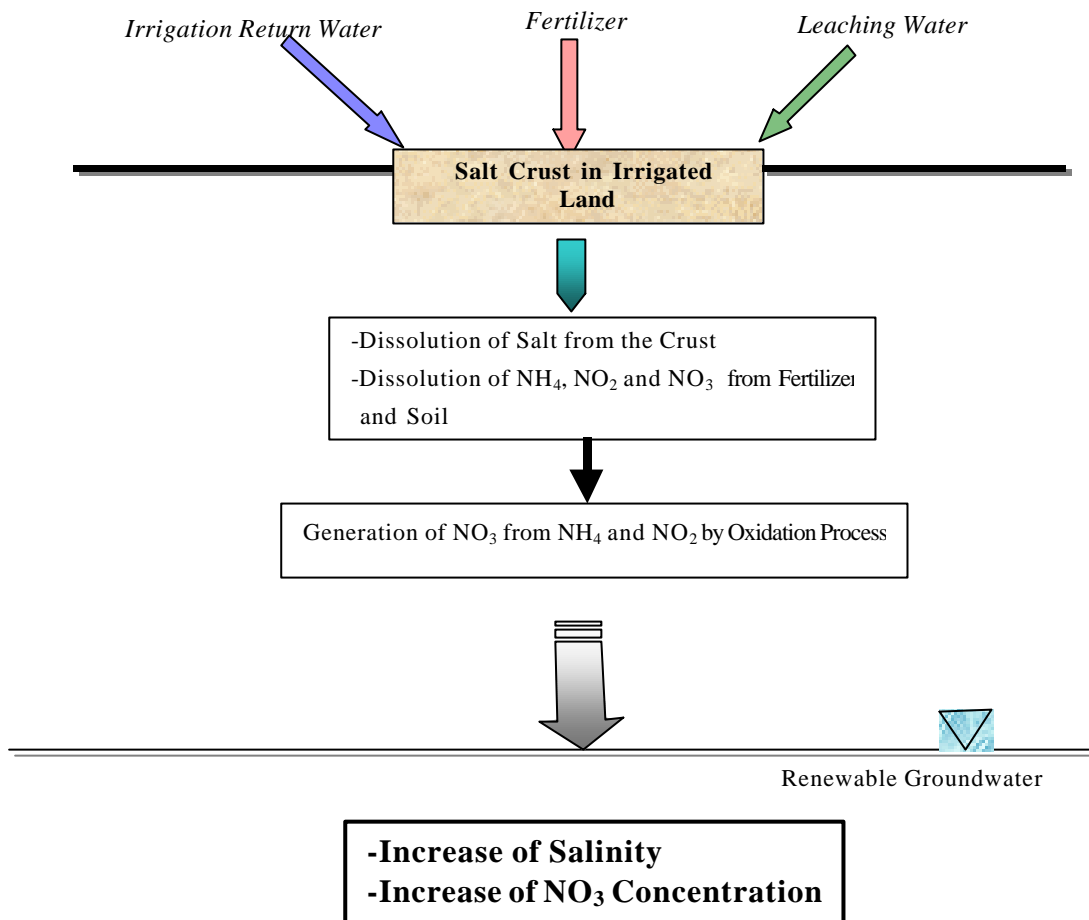 Irrigation Return Water
Fertilizer
Leaching Water
Salt Crust in Irrigated
Land
-Dissolution of Salt from the Crust
-Dissolution of NH₄, NO₂ and NO₃ from Fertilizer
and Soil
Generation of NO₃ from NH₄ and NO₂ by Oxidation Process
Renewable Groundwater
-Increase of Salinity
-Increase of NO₃ Concentration